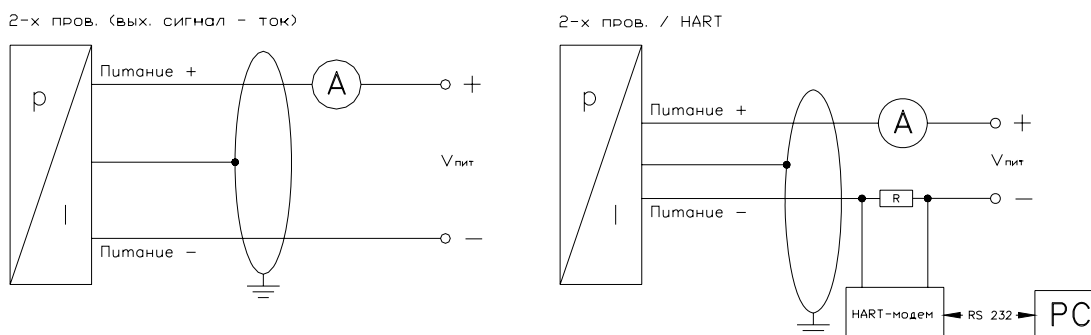 2-х пров. (вых. сигнал - ток)
Питание +
p
A
+
Vпит
I
Питание -
-
2-х пров. / HART
p
Питание +
A
+
Vпит
I
Питание -
R
-
HART-модем
RS 232
PC